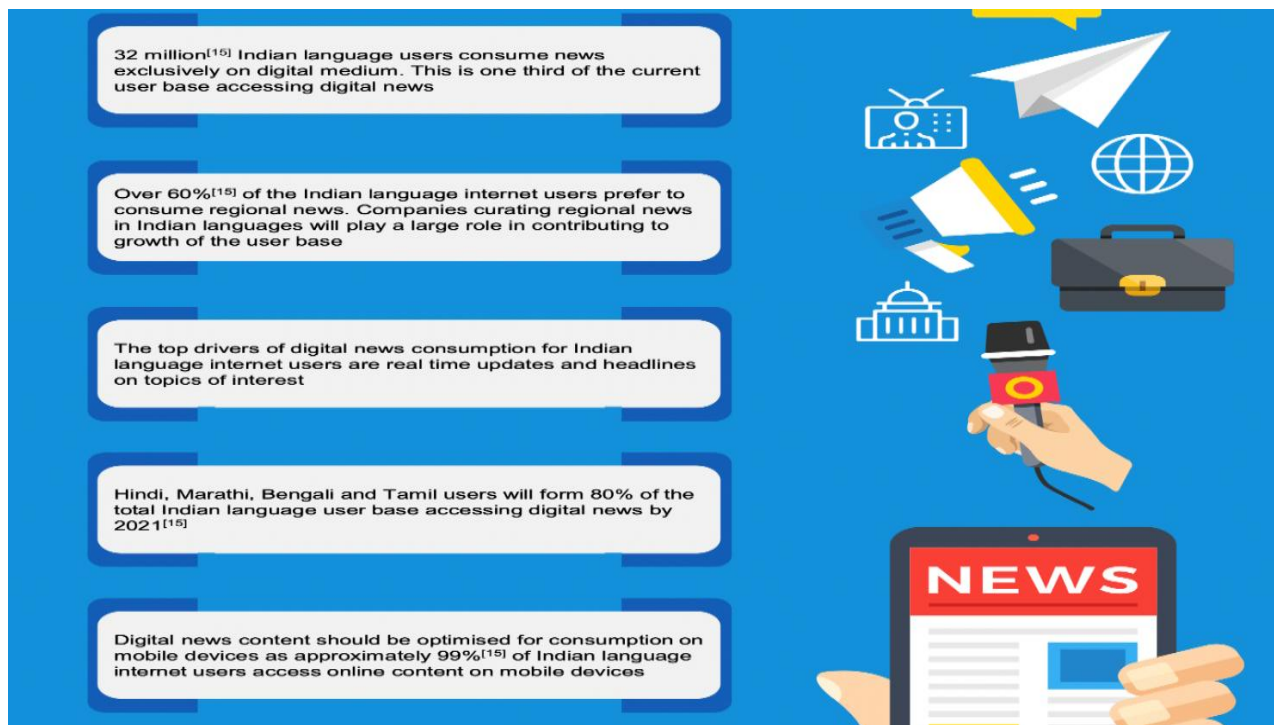 32 million[15] Indian language users consume news
exclusively on digital medium. This is one third of the current
user base accessing digital news
Over 60%[15] of the Indian language internet users prefer to
consume regional news. Companies curating regional news
in Indian languages will play a large role in contributing to
growth of the user base
The top drivers of digital news consumption for Indian
language internet users are real time updates and headlines
on topics of interest
Hindi, Marathi, Bengali and Tamil users will form 80% of the
total Indian language user base accessing digital news by
2021[15]
Digital news content should be optimised for consumption on
mobile devices as approximately 99%[15] of Indian language
internet users access online content on mobile devices
NEWS